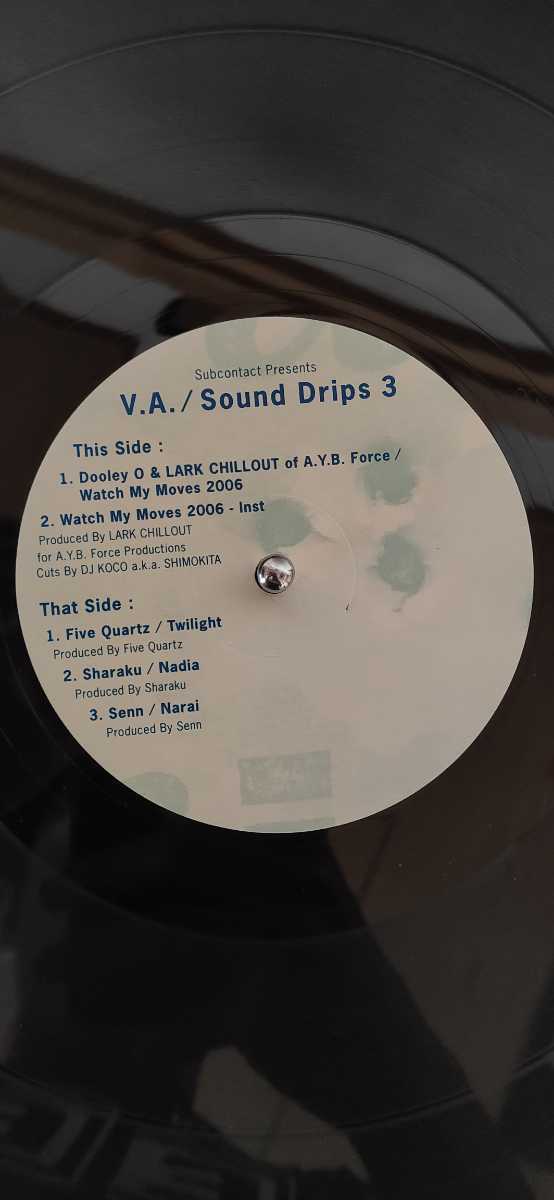 Subcontact Presents
V.A./ Sound Drips 3
This Side :
1. Dooley O & LARK CHILLOUT of A.Y.B. Force /
Watch My Moves 2006
2. Watch My Moves 2006 - Inst
Produced By LARK CHILLOUT
for A.Y.B. Force Productions
Cuts By DJ KOCO a.k.a. SHIMOKITA
That Side :
1. Five Quartz / Twilight
Produced By Five Quartz
2. Sharaku / Nadia
Produced By Sharaku
3. Senn / Narai
Produced By Senn